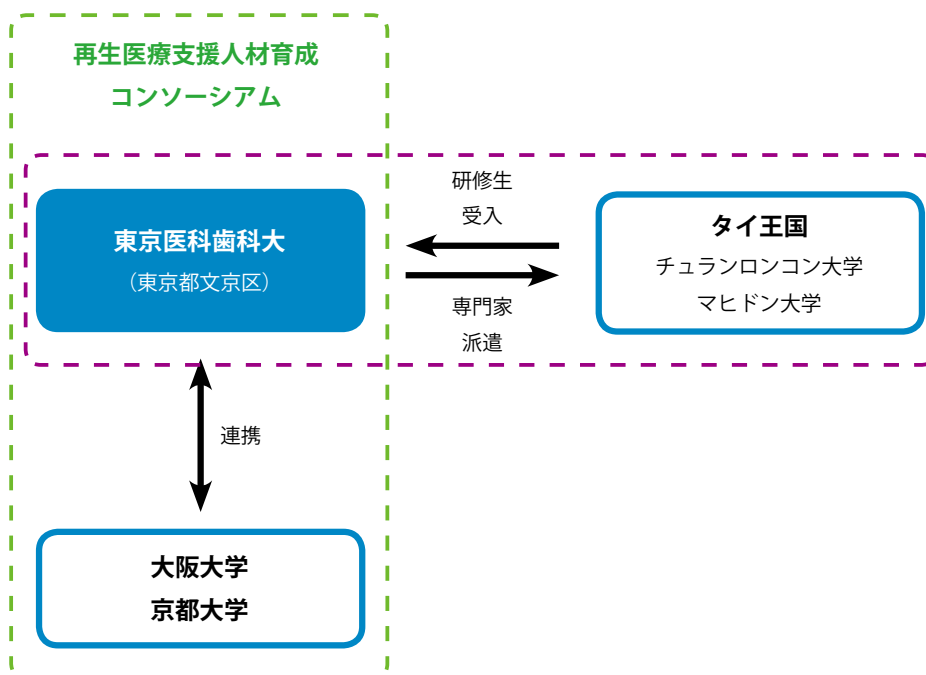 再生医療支援人材育成
コンソーシアム
東京医科歯科大
（東京都文京区）
研修生
受入
専門家
派遣
タイ王国
チュランロンコン大学
マヒドン大学
連携
大阪大学
京都大学